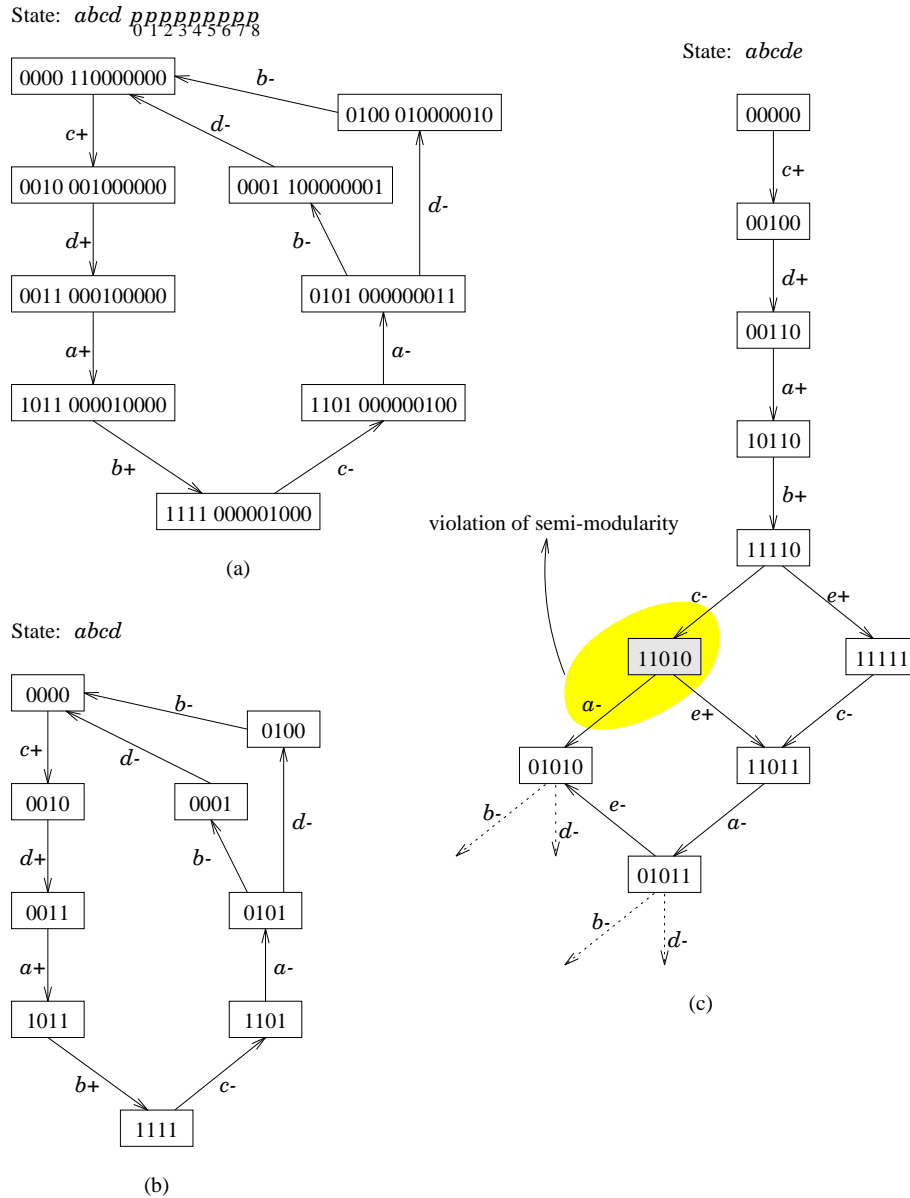 State: abcd ppppppppp
0 1 2 3 4 5 6 7 8
0000 110000000
b-
0100 010000010
c+
d-
0010 001000000
0001 100000001
d+
b-
d-
0011 000100000
0101 000000011
a+
a-
1011 000010000
1101 000000100
b+
c-
1111 000001000
(a)
State: abcd
0000
b-
0100
c+
d-
0010
0001
d+
b-
d-
0011
0101
a+
a-
1011
1101
b+
c-
1111
(b)
State: abcde
00000
c+
00100
d+
00110
a+
10110
b+
violation of semi-modularity
11110
c-
e+
11010
11111
a-
e+
c-
01010
11011
b-
d-
e-
a-
01011
b-
d-
(c)